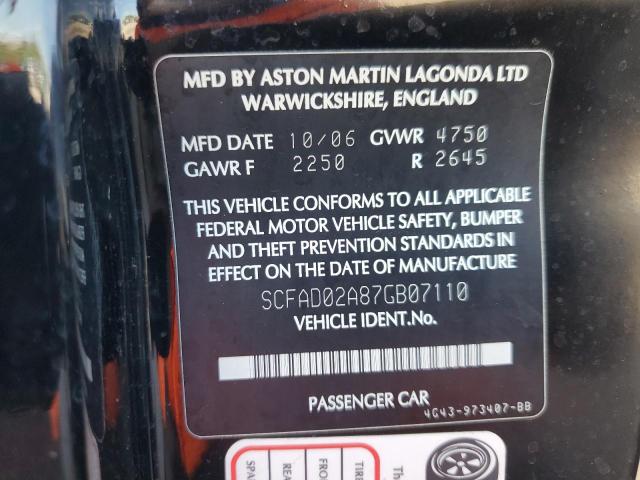 MFD BY ASTON MARTIN LAGONDA LTD
WARWICKSHIRE, ENGLAND
MFD DATE 10/06 GVWR 4750
GAWR F 2250 R 2645
THIS VEHICLE CONFORMS TO ALL APPLICABLE
FEDERAL MOTOR VEHICLE SAFETY, BUMPER
AND THEFT PREVENTION STANDARDS IN
EFFECT ON THE DATE OF MANUFACTURE
SCFAD02A87GB07110
VEHICLE IDENT.No.
PASSENGER CAR
4G43-973407-BB